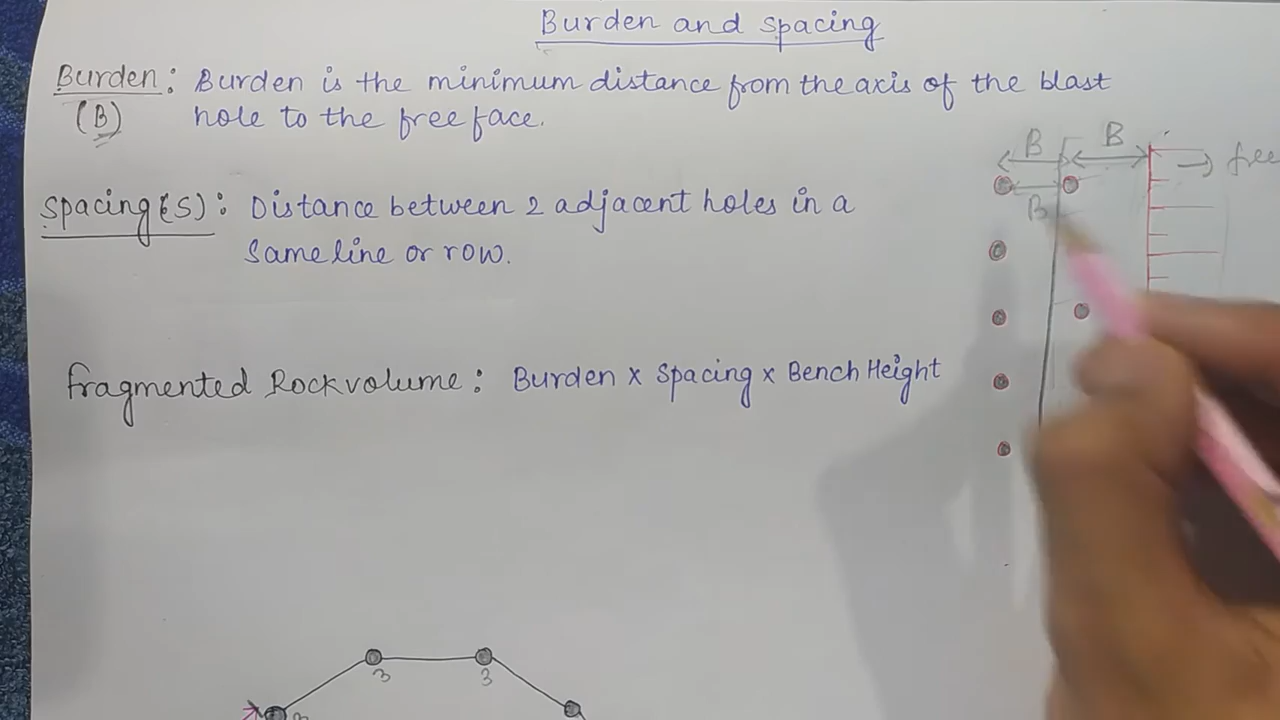 Burden and spacing
Burden: Burden is the minimum distance from the axis of the blast
(B) hole to the free face.
B B
free
B
Spacing(S): Distance between 2 adjacent holes in a
Same line or row.
Fragmented Rock volume: Burden x Spacing x Bench Height
3 3